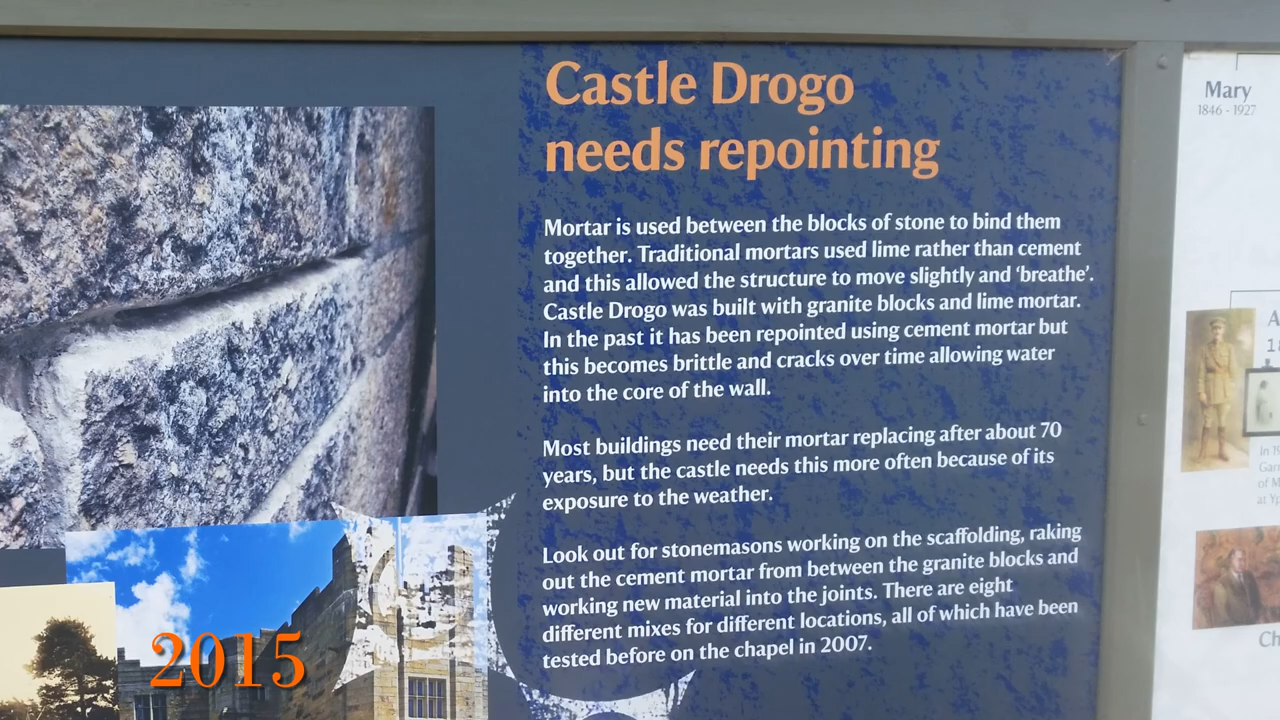 Castle Drogo
needs repointing
Mortar is used between the blocks of stone to bind them
together. Traditional mortars used lime rather than cement
and this allowed the structure to move slightly and ‘breathe’.
Castle Drogo was built with granite blocks and lime mortar.
In the past it has been repointed using cement mortar but
this becomes brittle and cracks over time allowing water
into the core of the wall.
Most buildings need their mortar replacing after about 70
years, but the castle needs this more often because of its
exposure to the weather.
Look out for stonemasons working on the scaffolding, raking
out the cement mortar from between the granite blocks and
working new material into the joints. There are eight
different mixes for different locations, all of which have been
tested before on the chapel in 2007.
2015
Mary
1846 - 1927